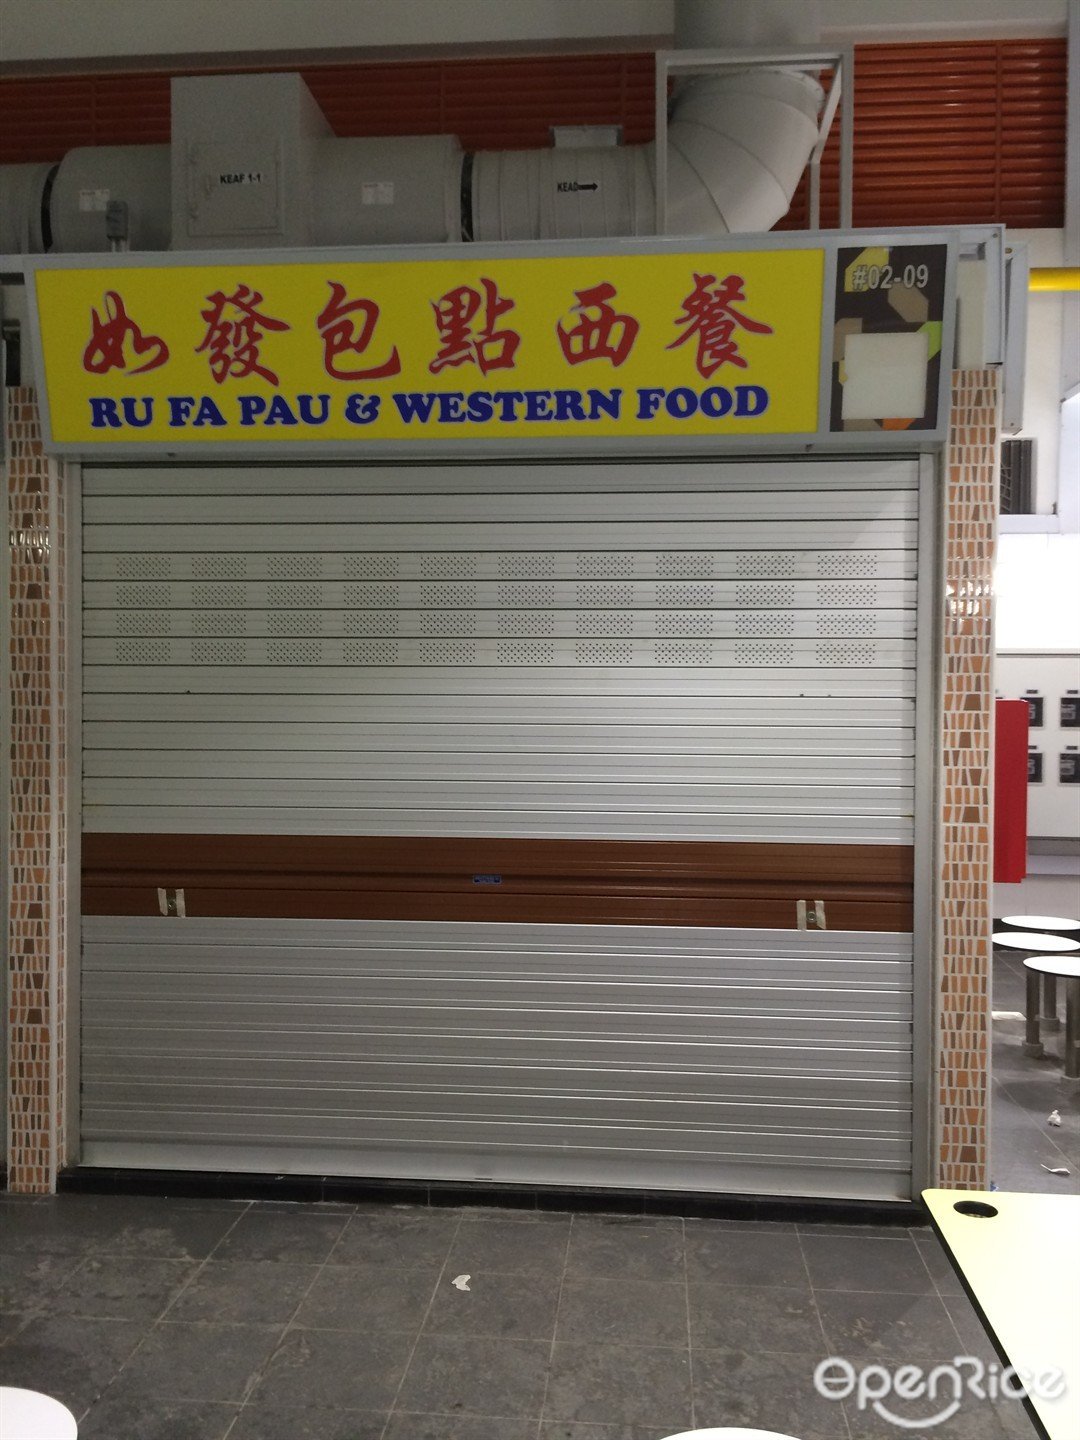 KEAF 1-1
KEAD
如發包點西餐
#02-09
RU FA PAU & WESTERN FOOD
OpenRice